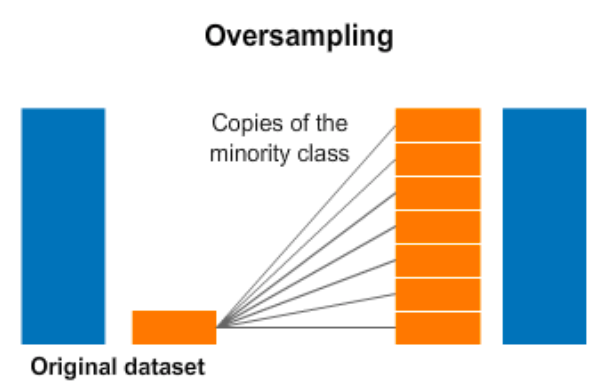 Oversampling
Copies of the
minority class
Original dataset